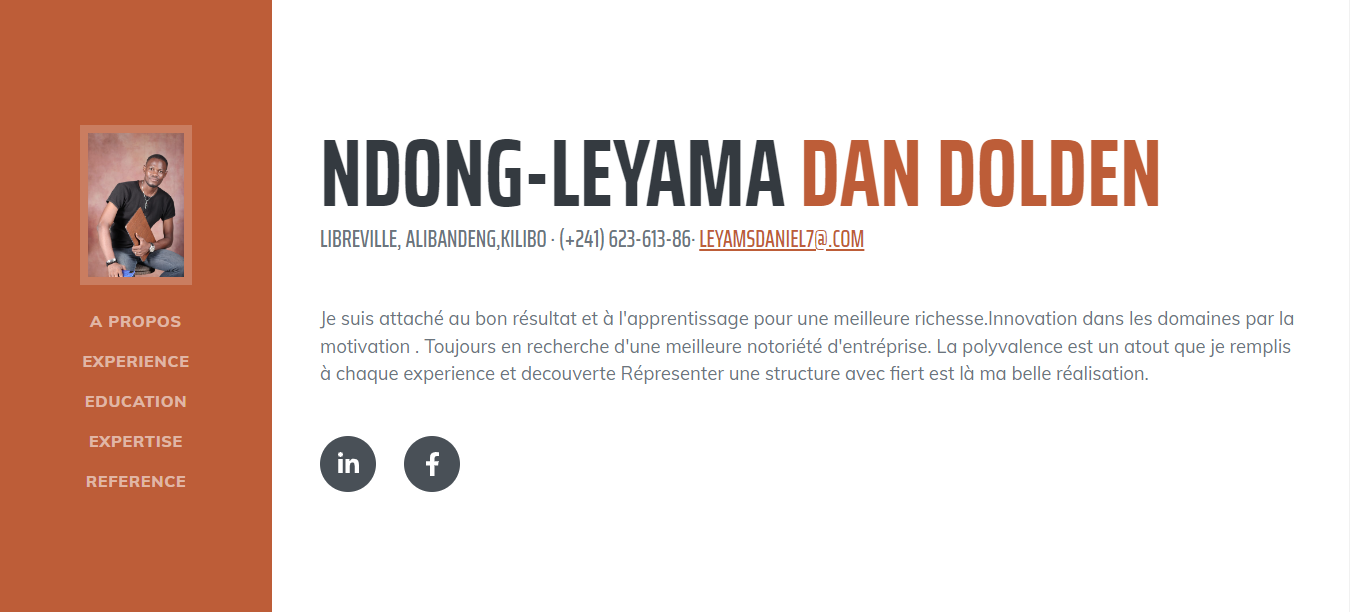 A PROPOS
EXPERIENCE
EDUCATION
EXPERTISE
REFERENCE
NDONG-LEYAMA DAN DOLDEN
LIBREVILLE, ALIBANDENG,KILIBO · (+241) 623-613-86· LEYAMSDANIEL7@.COM
Je suis attaché au bon résultat et à l'apprentissage pour une meilleure richesse.Innovation dans les domaines par la
motivation . Toujours en recherche d'une meilleure notoriété d'entréprise. La polyvalence est un atout que je remplis
à chaque experience et decouverte Répresenter une structure avec fiert est là ma belle réalisation.
in f